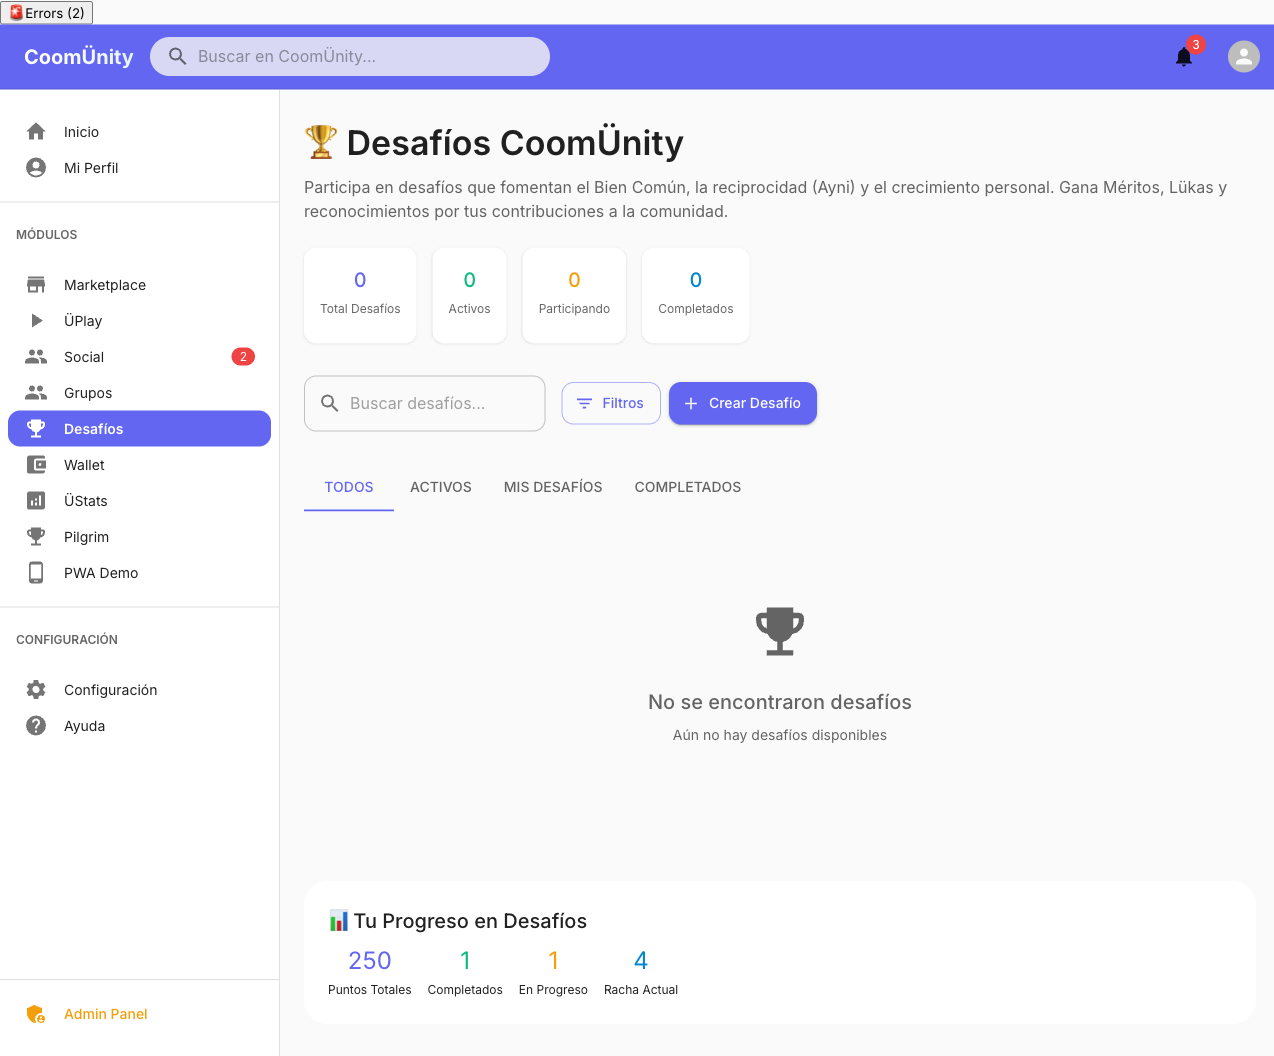 Errors (2)
CoomÜnity
Buscar en CoomÜnity...
3
Inicio
Mi Perfil
MÓDULOS
Marketplace
ÜPlay
Social
2
Grupos
Desafíos
Wallet
ÜStats
Pilgrim
PWA Demo
CONFIGURACIÓN
Configuración
Ayuda
Admin Panel
Desafíos CoomÜnity
Participa en desafíos que fomentan el Bien Común, la reciprocidad (Ayni) y el crecimiento personal. Gana Méritos, Lükas y
reconocimientos por tus contribuciones a la comunidad.
0
Total Desafíos
0
Activos
0
Participando
0
Completados
Buscar desafíos...
Filtros
Crear Desafío
TODOS
ACTIVOS
MIS DESAFÍOS
COMPLETADOS
No se encontraron desafíos
Aún no hay desafíos disponibles
Tu Progreso en Desafíos
250
Puntos Totales
1
Completados
1
En Progreso
4
Racha Actual